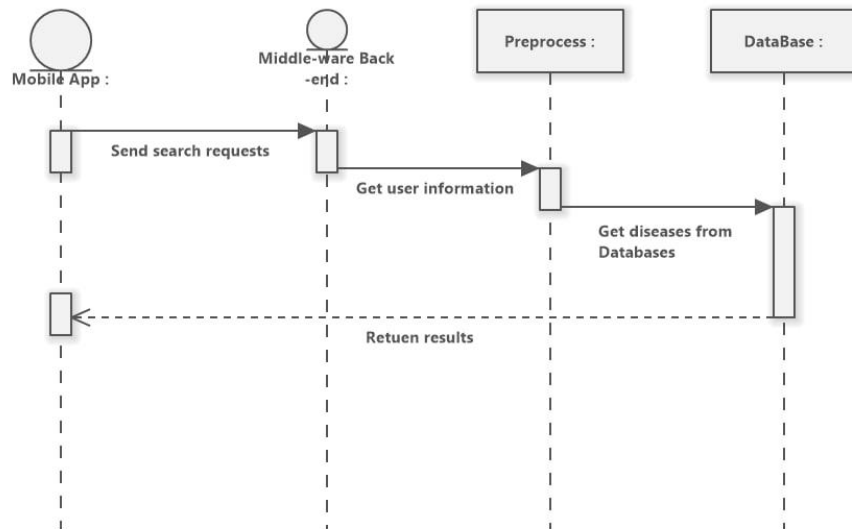 Mobile App :
Middle-ware Back
-end :
Preprocess :
DataBase :
Send search requests
Get user information
Get diseases from
Databases
Retuen results